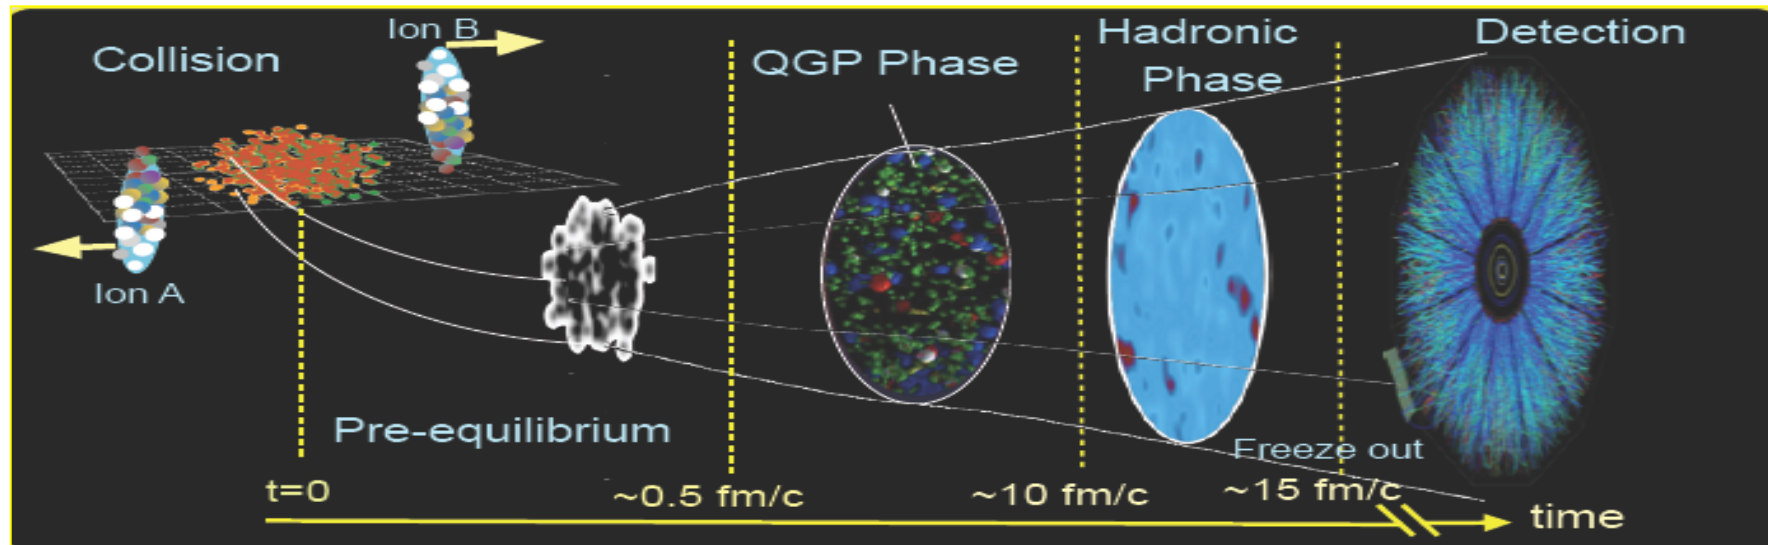 Collision
Ion B
Ion A
Pre-equilibrium
QGP Phase
Hadronic
Phase
Detection
Freeze out
t=0
~0.5 fm/c
~10 fm/c
~15 fm/c
time